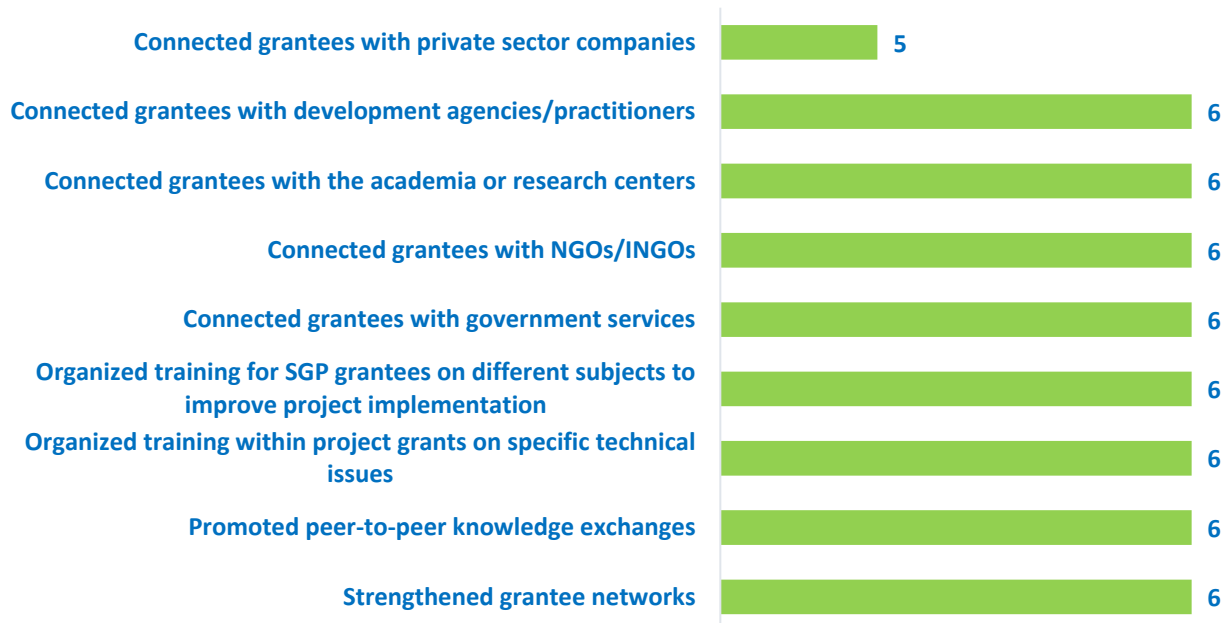 Connected grantees with private sector companies 5
Connected grantees with development agencies/practitioners 6
Connected grantees with the academia or research centers 6
Connected grantees with NGOs/INGOs 6
Connected grantees with government services 6
Organized training for SGP grantees on different subjects to
improve project implementation 6
Organized training within project grants on specific technical
issues 6
Promoted peer-to-peer knowledge exchanges 6
Strengthened grantee networks 6